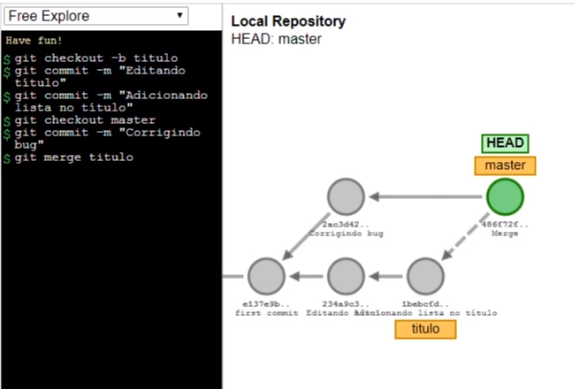 Free Explore
Have fun!
$ git checkout -b titulo
$ git commit -m "Editando
titulo"
$ git commit -m "Adicionando
lista no titulo"
$ git checkout master
$ git commit -m "Corrigindo
bug"
$ git merge titulo
Local Repository
HEAD: master
HEAD
master
2ac3d42..
Corrigindo bug
486f72f..
Merge
e137e9b..
first commit
234a9c3..
Editando
1bebcfd..
Adicionando lista no titulo
titulo